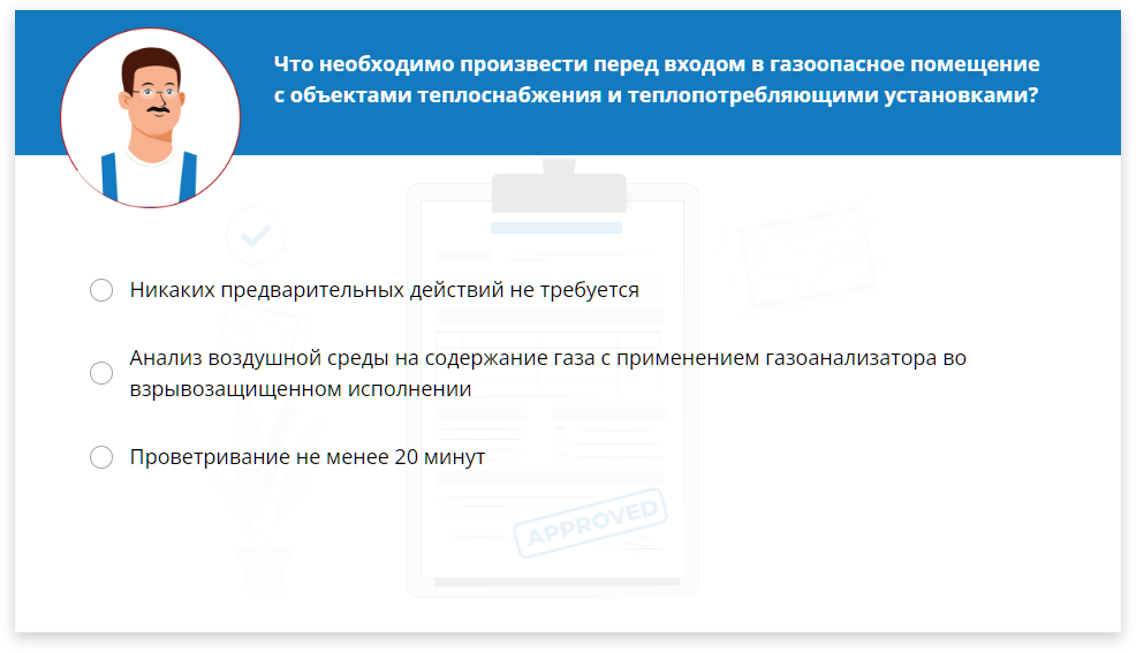 Что необходимо произвести перед входом в газоопасное помещение
с объектами теплоснабжения и теплопотребляющими установками?
Никаких предварительных действий не требуется
Анализ воздушной среды на содержание газа с применением газоанализатора во
взрывозащищенном исполнении
Проветривание не менее 20 минут
APPROVED